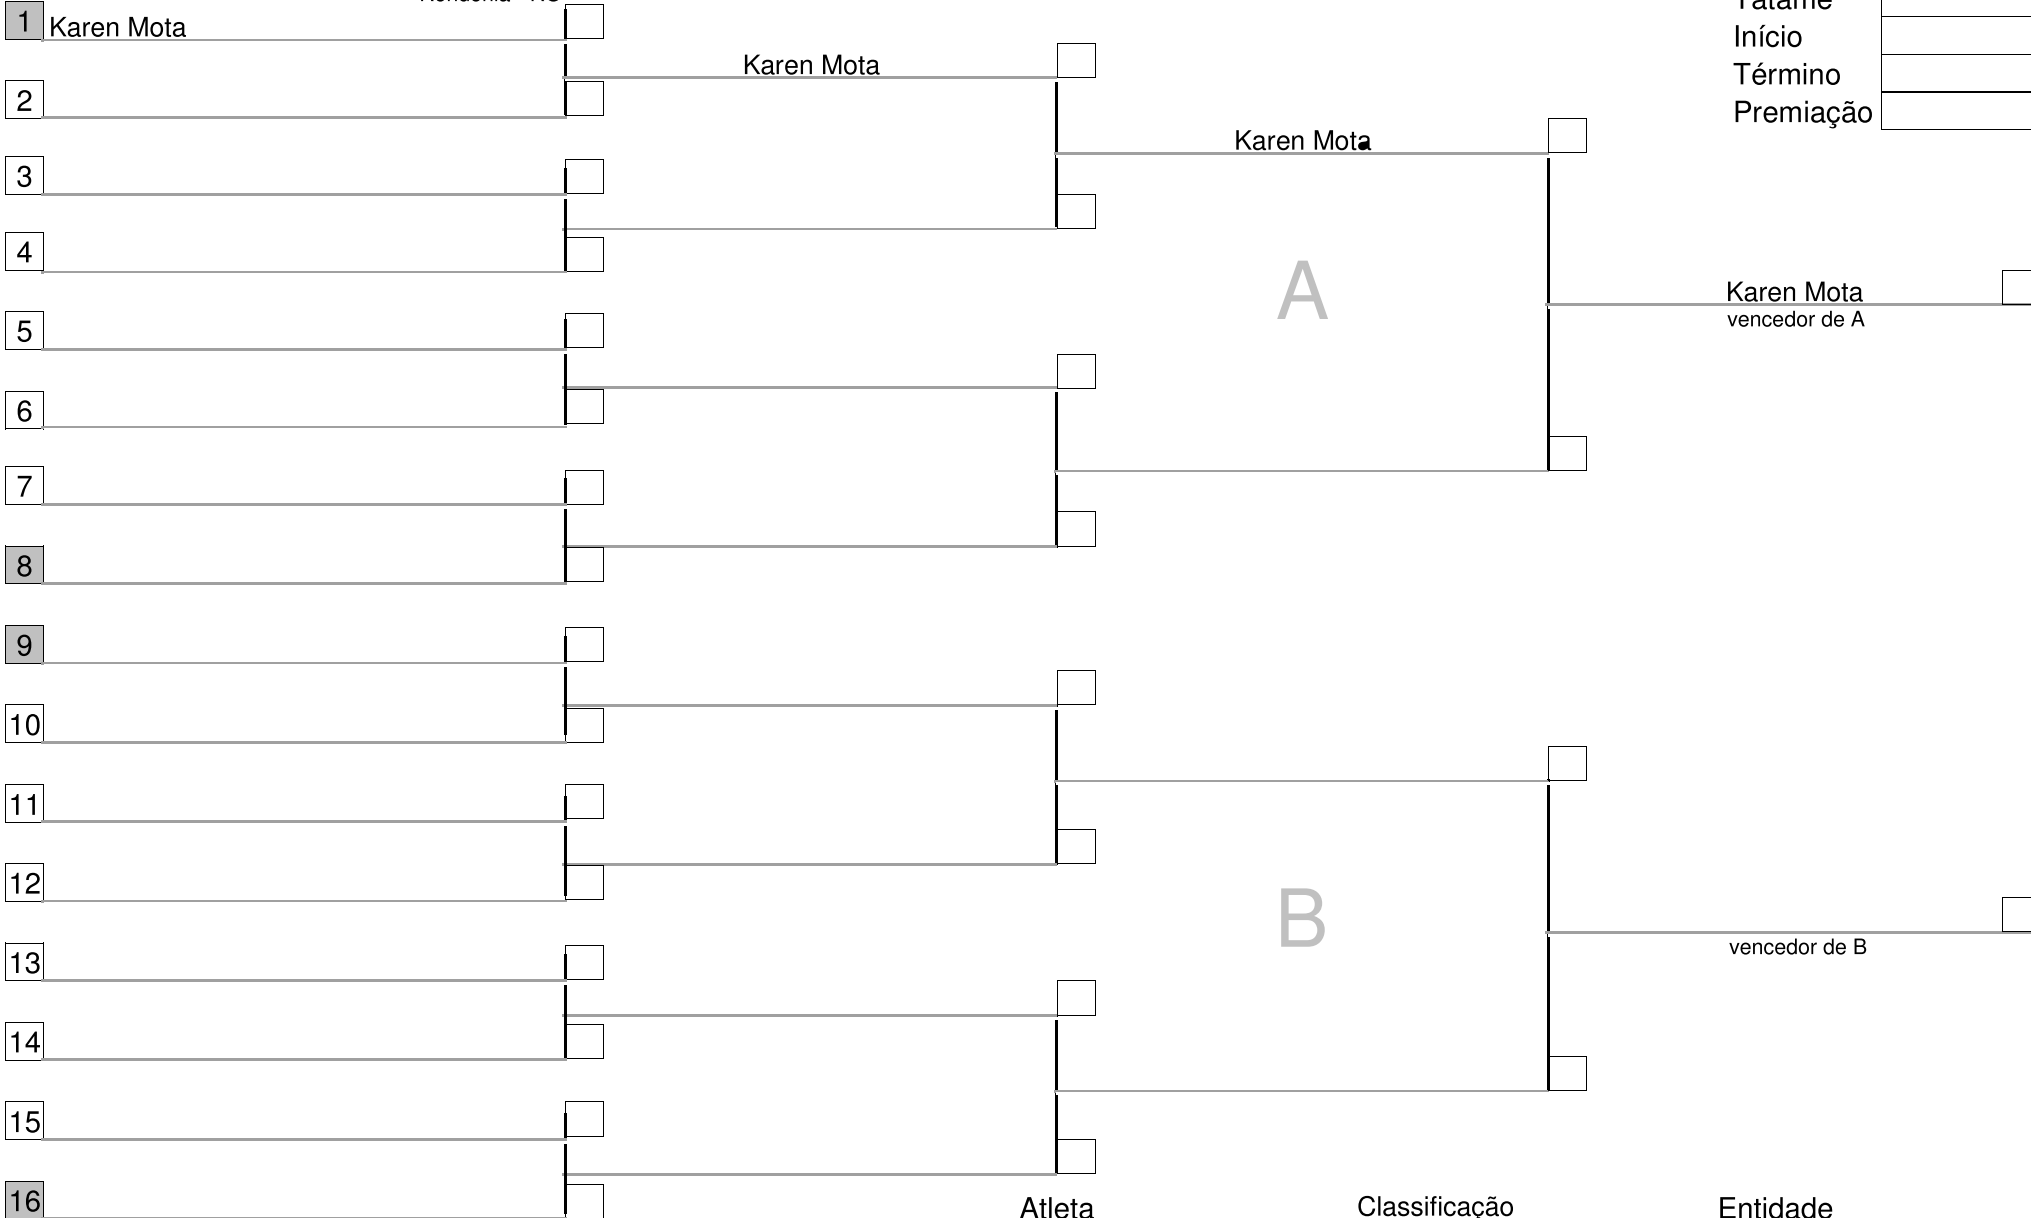 1 Karen Mota
Karen Mota
2
3
4
5
6
7
8
9
10
11
12
13
14
15
16
Karen Mota
A
B
Início
Término
Premiação
Karen Mota
vencedor de A
vencedor de B
Atleta Classificação Entidade